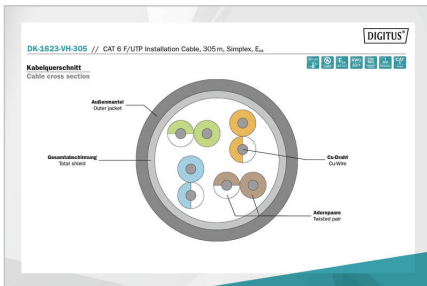 DIGITUS®
DK-1623-VH-305 // CAT 6 F/UTP Installation Cable, 305 m, Simplex, Eca
Kabelquerschnitt
Cable cross section
Außenmantel
Outer jacket
Gesamtabschirmung
Total shield
Cu-Draht
Cu-Wire
Adernpaare
Twisted pair